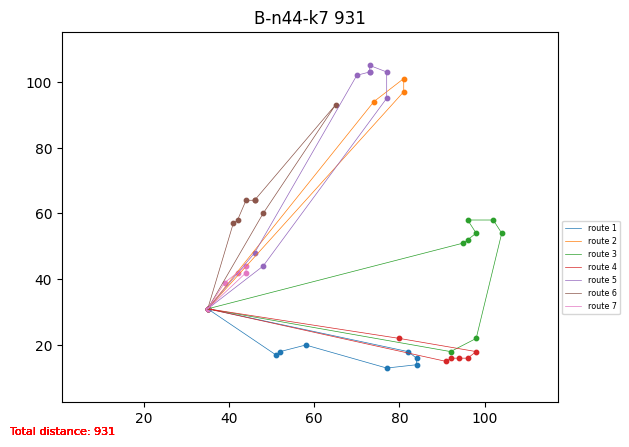 B-n44-k7 931
100
80
60
40
20
20 40 60 80 100
route 1
route 2
route 3
route 4
route 5
route 6
route 7
Total distance: 931